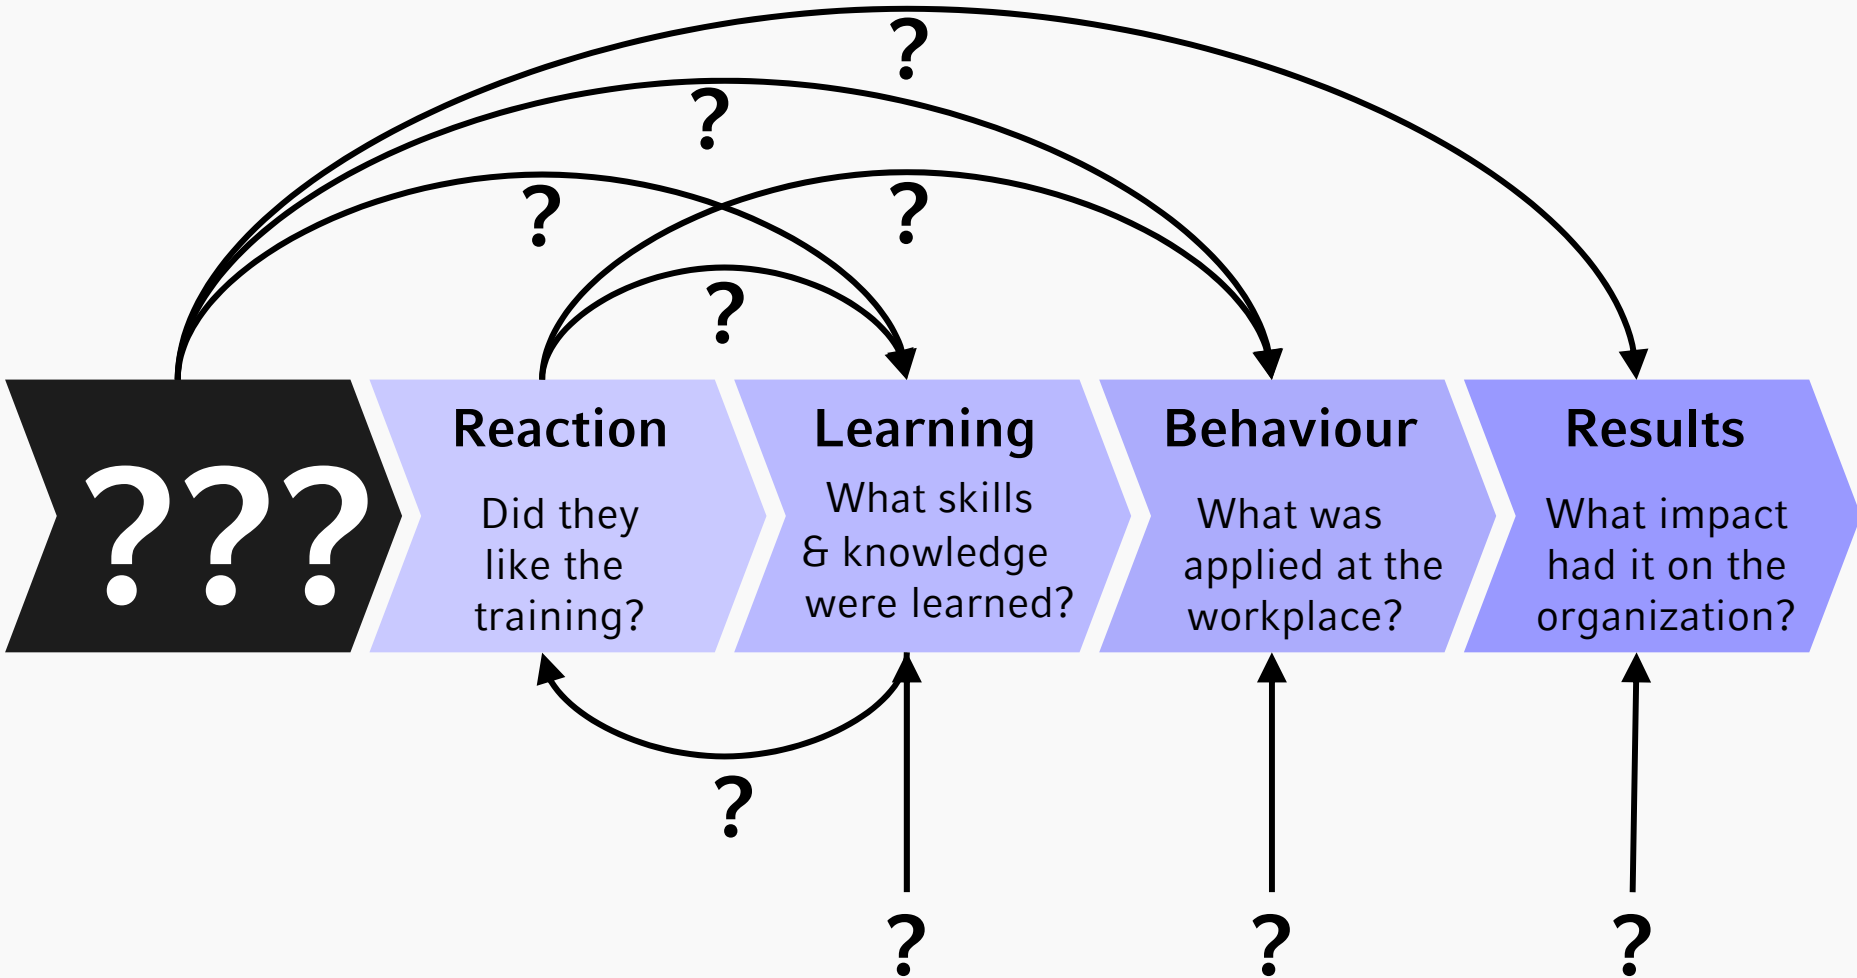 ?
?
?
?
?
???
Reaction
Did they
like the
training?
Learning
What skills
& knowledge
were learned?
Behaviour
What was
applied at the
workplace?
Results
What impact
had it on the
organization?
?
?
?
?